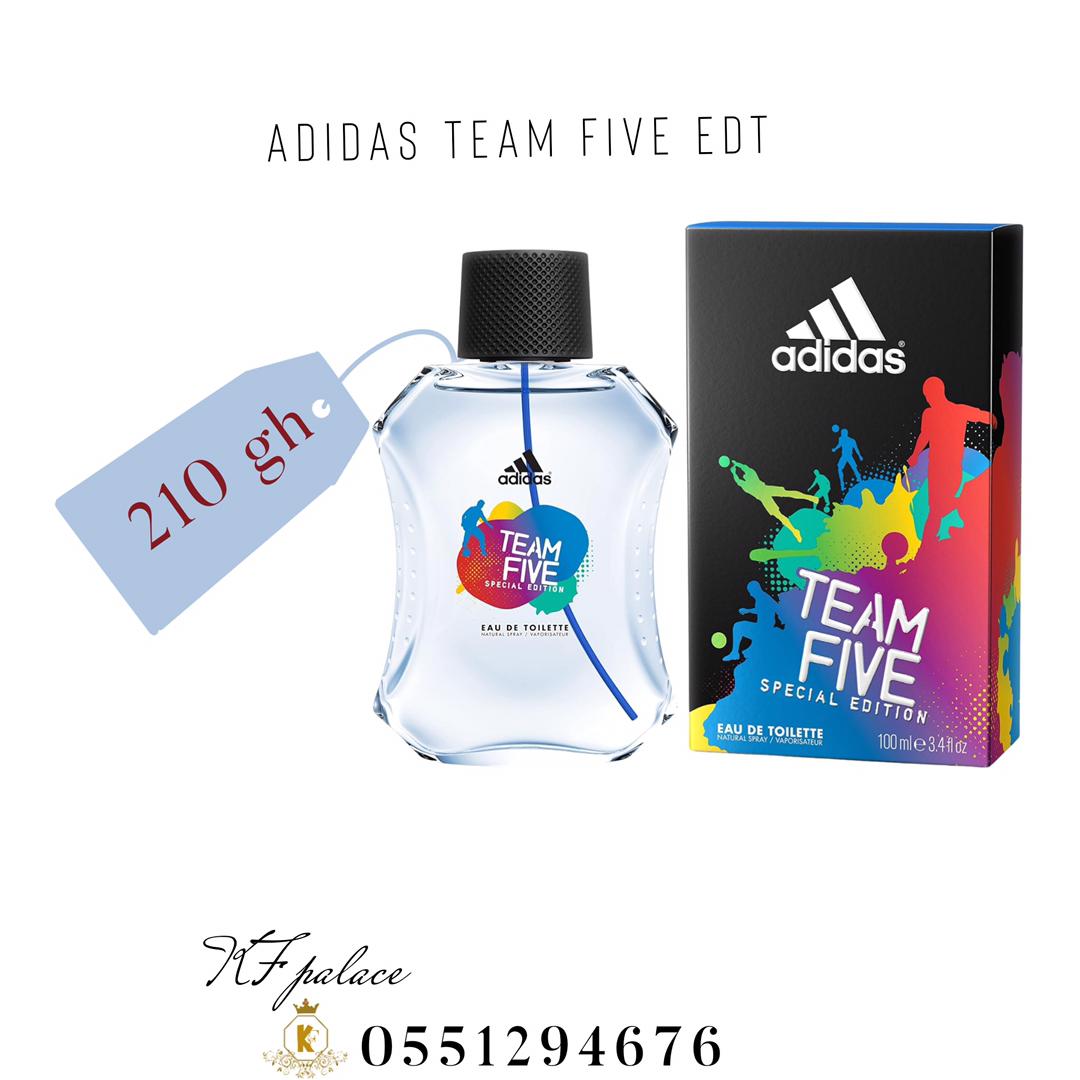 ADIDAS TEAM FIVE EDT
210 gh
adidas
TEAM
FIVE
SPECIAL EDITION
EAU DE TOILETTE
NATURAL SPRAY / VAPORISATEUR
adidas®
TEAM
FIVE
SPECIAL EDITION
EAU DE TOILETTE
NATURAL SPRAY / VAPORISATEUR
100 ml ℮ 3.4 fl oz
KF palace
KF
0551294676